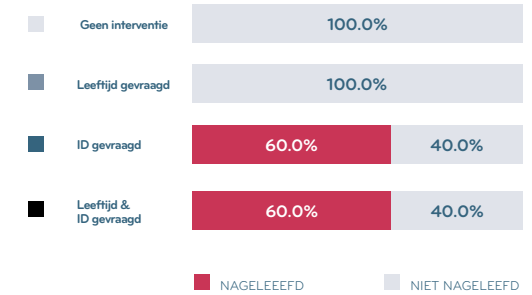 Geen interventie 100.0%
Leeftijd gevraagd 100.0%
ID gevraagd 60.0% 40.0%
Leeftijd &
ID gevraagd 60.0% 40.0%
NAGELEEEFD NIET NAGELEEFD